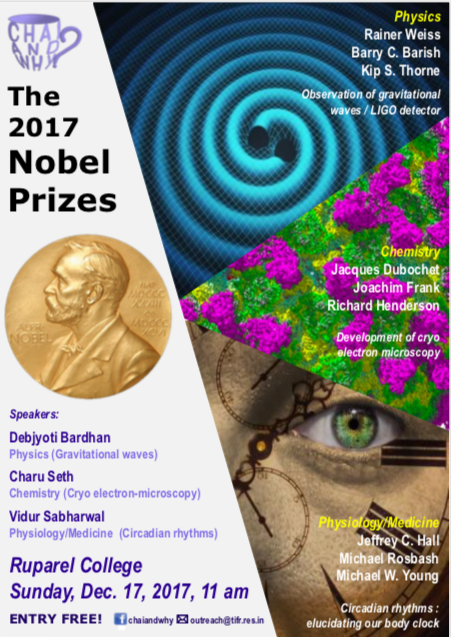 CHAI
AND
WHY
The
2017
Nobel
Prizes
Physics
Rainer Weiss
Barry C. Barish
Kip S. Thorne
Observation of gravitational
waves / LIGO detector
Chemistry
Jacques Dubochet
Joachim Frank
Richard Henderson
Development of cryo
electron microscopy
Physiology/Medicine
Jeffrey C. Hall
Michael Rosbash
Michael W. Young
Circadian rhythms :
elucidating our body clock
Speakers:
Debjyoti Bardhan
Physics (Gravitational waves)
Charu Seth
Chemistry (Cryo electron-microscopy)
Vidur Sabharwal
Physiology/Medicine (Circadian rhythms)
Ruparel College
Sunday, Dec. 17, 2017, 11 am
ENTRY FREE! chaiandwhy outreach@tifr.res.in